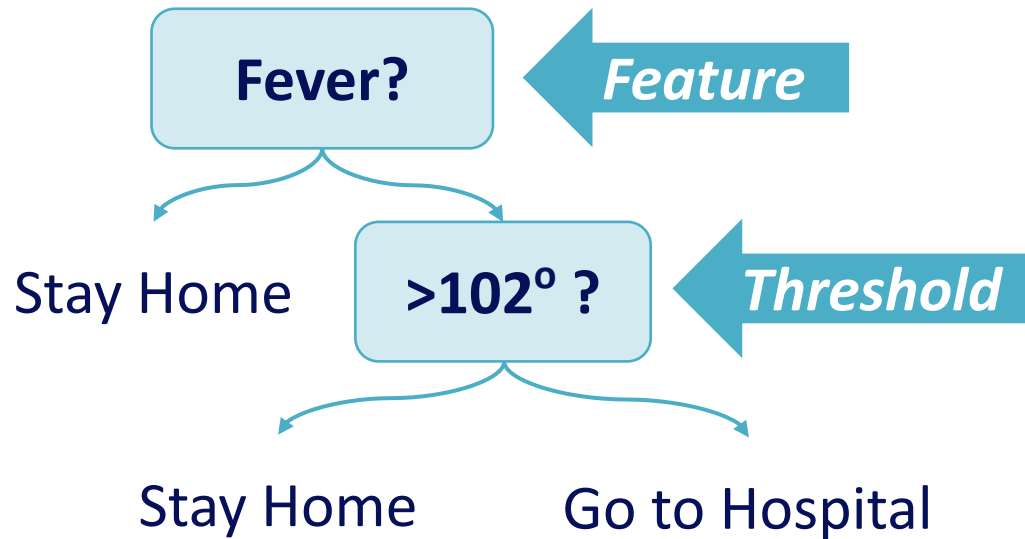 Fever?
Feature
Stay Home
>102° ?
Threshold
Stay Home
Go to Hospital